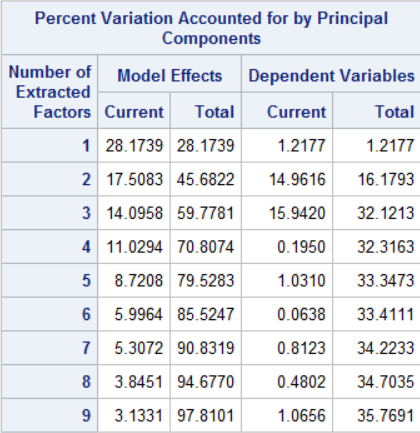 Percent Variation Accounted for by Principal
Components
Number of
Extracted
Factors Model Effects Dependent Variables
Current Total Current Total
1 28.1739 28.1739 1.2177 1.2177
2 17.5083 45.6822 14.9616 16.1793
3 14.0958 59.7781 15.9420 32.1213
4 11.0294 70.8074 0.1950 32.3163
5 8.7208 79.5283 1.0310 33.3473
6 5.9964 85.5247 0.0638 33.4111
7 5.3072 90.8319 0.8123 34.2233
8 3.8451 94.6770 0.4802 34.7035
9 3.1331 97.8101 1.0656 35.7691